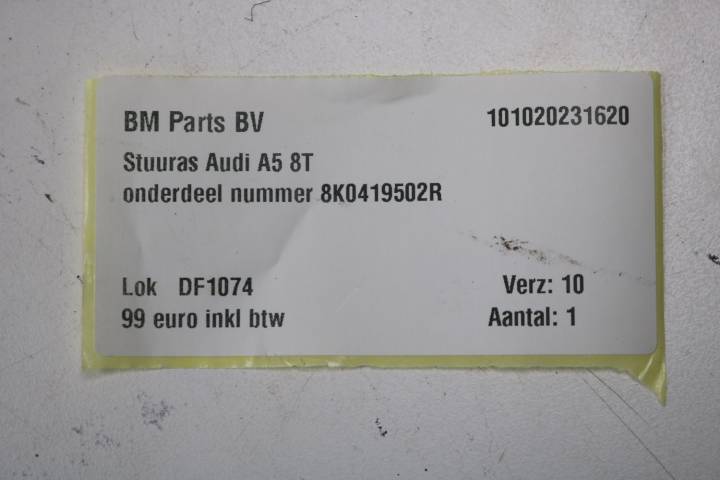 BM Parts BV 101020231620
Stuuras Audi A5 8T
onderdeel nummer 8K0419502R
Lok DF1074 Verz: 10
99 euro inkl btw Aantal: 1